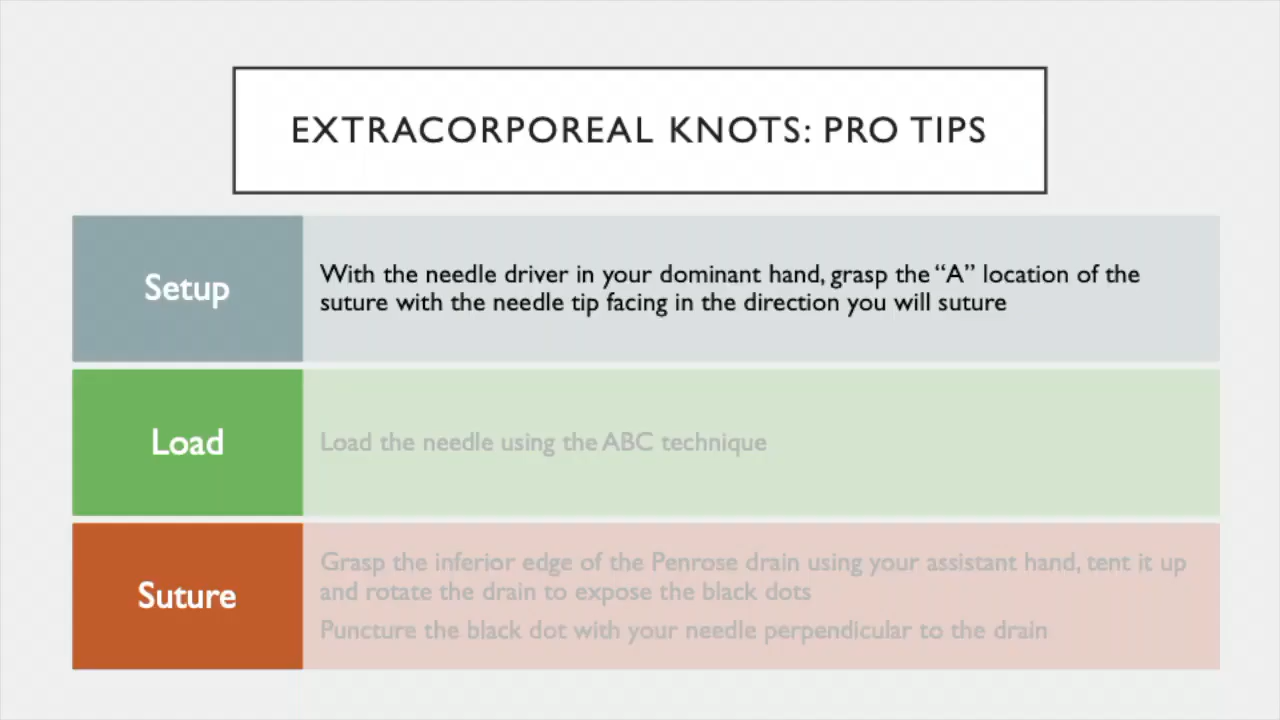 EXTRACORPOREAL KNOTS: PRO TIPS
Setup
With the needle driver in your dominant hand, grasp the “A” location of the
suture with the needle tip facing in the direction you will suture
Load
Load the needle using the ABC technique
Suture
Grasp the inferior edge of the Penrose drain using your assistant hand, tent it up
and rotate the drain to expose the black dots
Puncture the black dot with your needle perpendicular to the drain